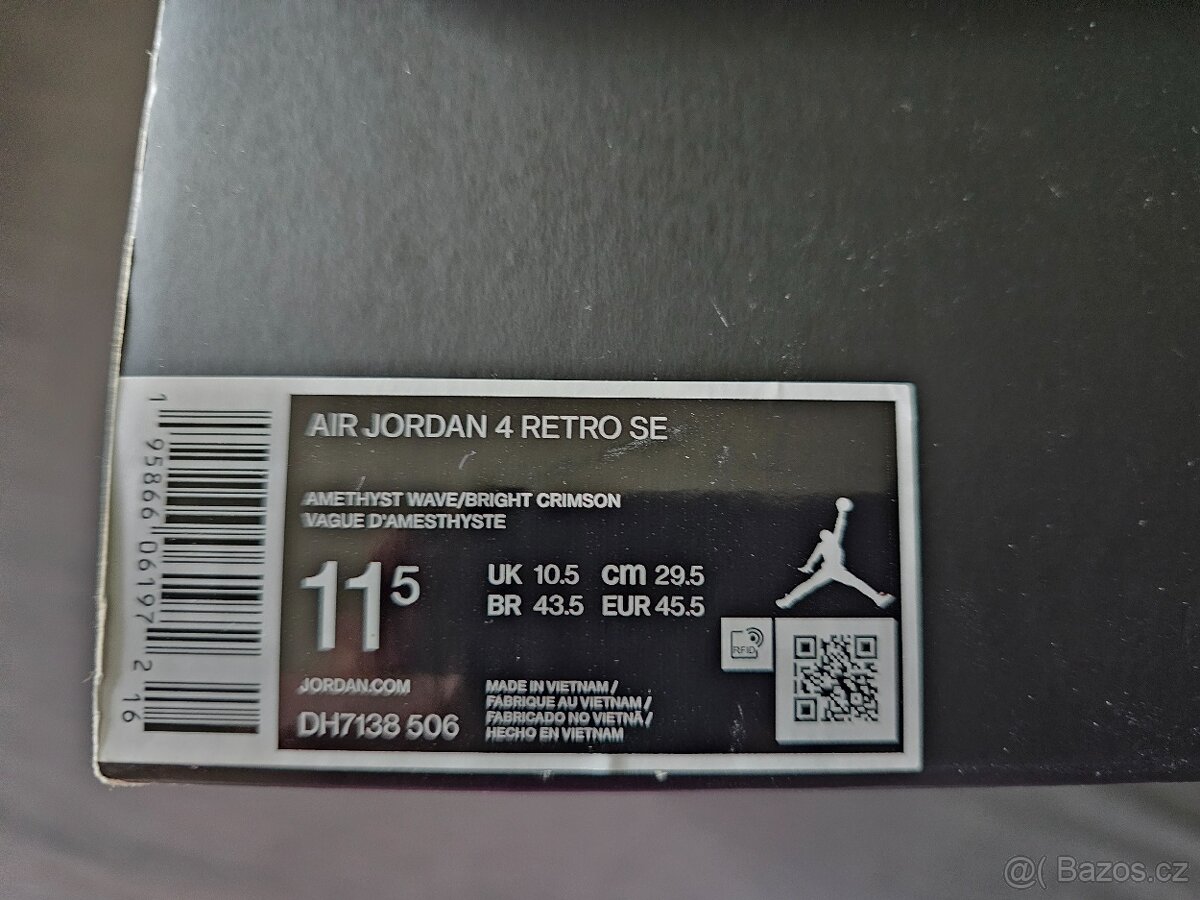 AIR JORDAN 4 RETRO SE
AMETHYST WAVE/BRIGHT CRIMSON
VAGUE D'AMESTHYSTE
11 5
UK 10.5 cm 29.5
BR 43.5 EUR 45.5
RFID
JORDAN.COM
DH7138 506
MADE IN VIETNAM /
FABRIQUE AU VIETNAM /
FABRICADO NO VIETNÃ /
HECHO EN VIETNAM
1 95866 06197 2 16
@( Bazos.cz